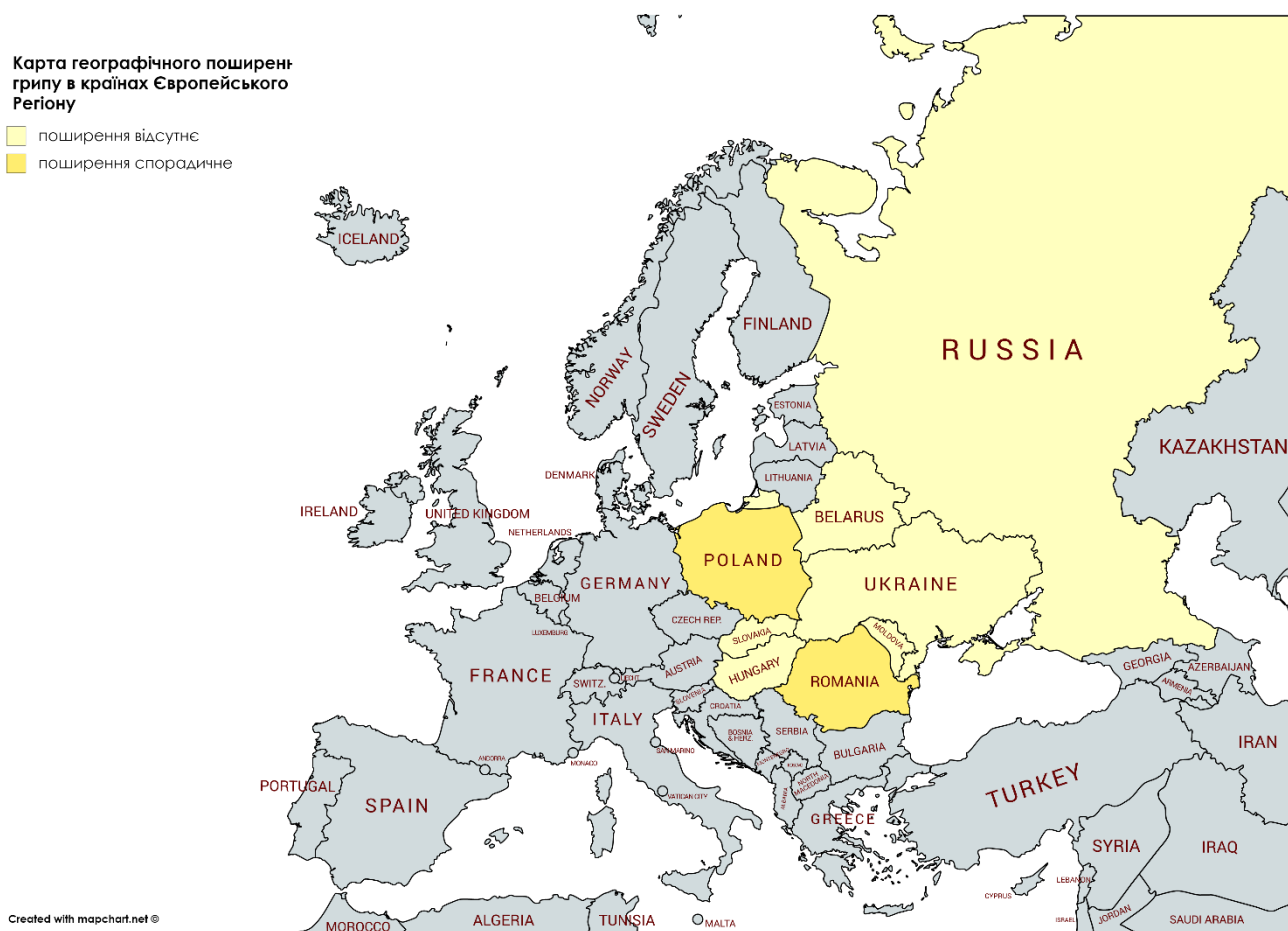 Карта географічного поширенн
грипу в країнах Європейського
Регіону
поширення відсутнє
поширення спорадичне
ICELAND
NORWAY
SWEDEN
FINLAND
RUSSIA
ESTONIA
LATVIA
LITHUANIA
KAZAKHSTAN
DENMARK
IRELAND
UNITED KINGDOM
NETHERLANDS
BELARUS
POLAND
GERMANY
UKRAINE
BELGIUM
LUXEMBURG
CZECH REP.
SLOVAKIA
MOLDOVA
FRANCE
SWITZ.
LIECHT.
AUSTRIA
HUNGARY
ROMANIA
SLOVENIA
CROATIA
GEORGIA
AZERBAIJAN
ARMENIA
ITALY
BOSNIA
& HERZ.
SERBIA
BULGARIA
SAN MARINO
MONTENEGRO
KOSOVO
NORTH
MACEDONIA
ALBANIA
ANDORRA
MONACO
IRAN
PORTUGAL
SPAIN
VATICAN CITY
GREECE
TURKEY
SYRIA
IRAQ
LEBANON
CYPRUS
ISRAEL
JORDAN
SAUDI ARABIA
MOROCCO
ALGERIA
TUNISIA
MALTA
Created with mapchart.net ©